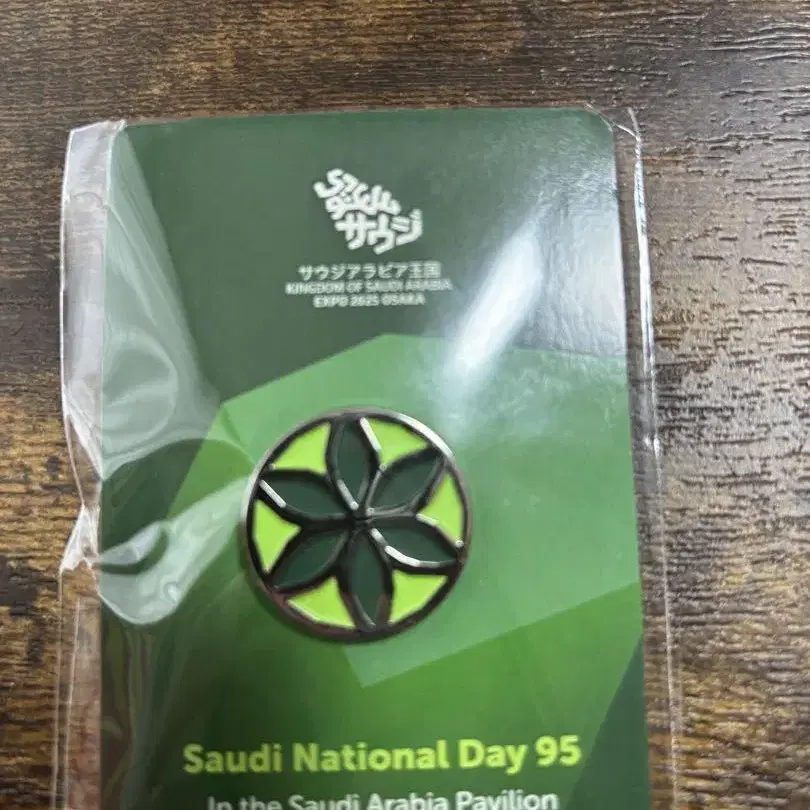 サウジ
サウジアラビア王国
KINGDOM OF SAUDI ARABIA
EXPO 2025 OSAKA
Saudi National Day 95
In the Saudi Arabia Pavilion